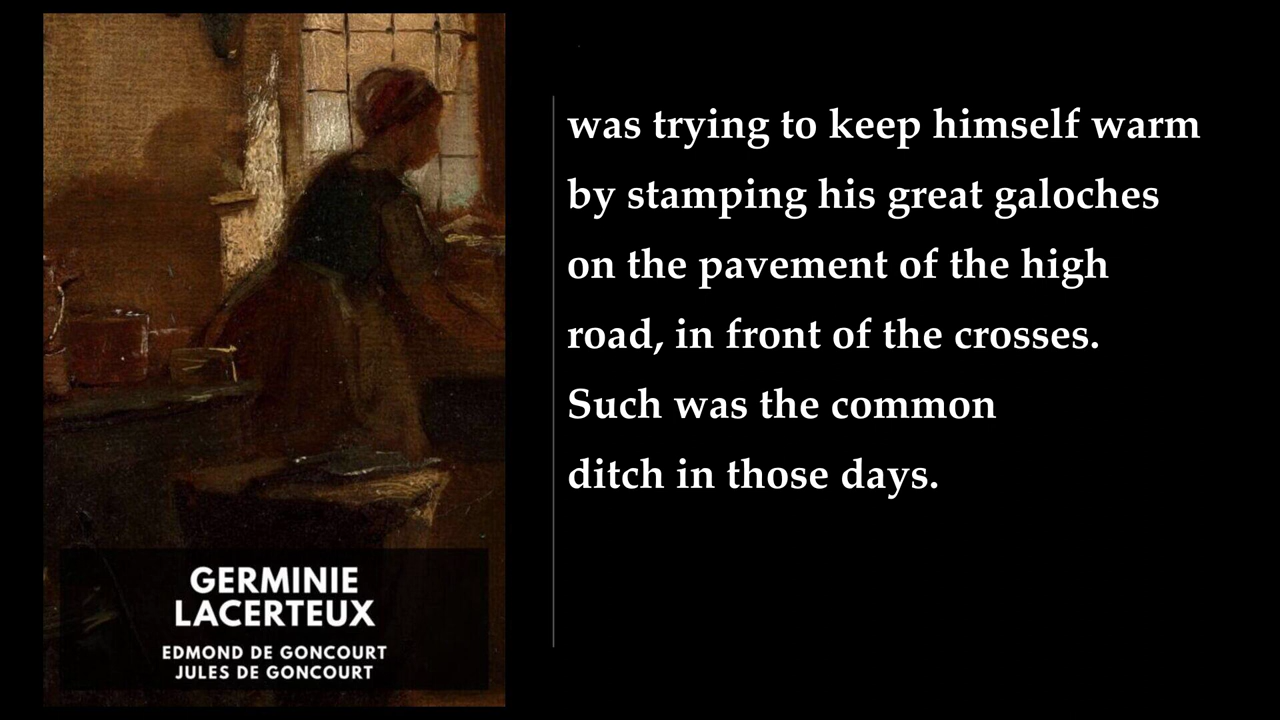 was trying to keep himself warm
by stamping his great galoches
on the pavement of the high
road, in front of the crosses.
Such was the common
ditch in those days.
GERMINIE
LACERTEUX
EDMOND DE GONCOURT
JULES DE GONCOURT